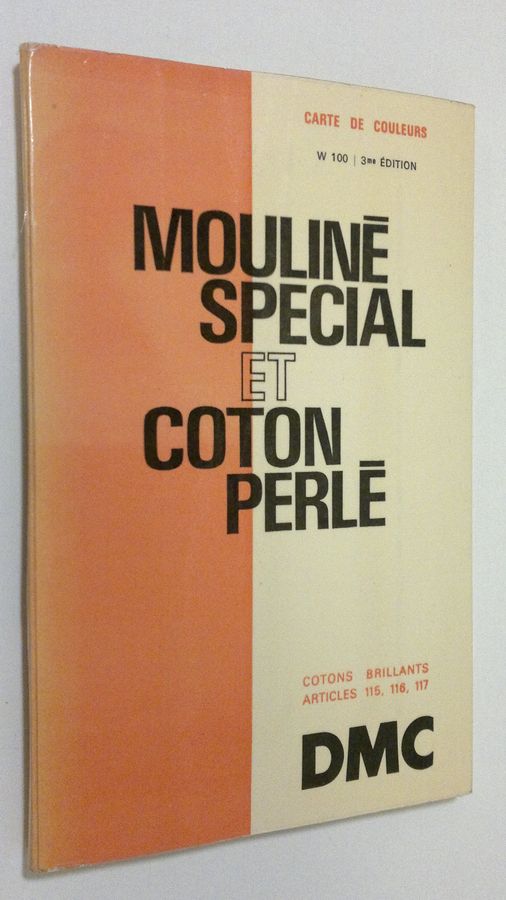 CARTE DE COULEURS
W 100 | 3me ÉDITION
MOULINÉ
SPECIAL
ET
COTON
PERLÉ
COTONS BRILLANTS
ARTICLES 115, 116, 117
DMC